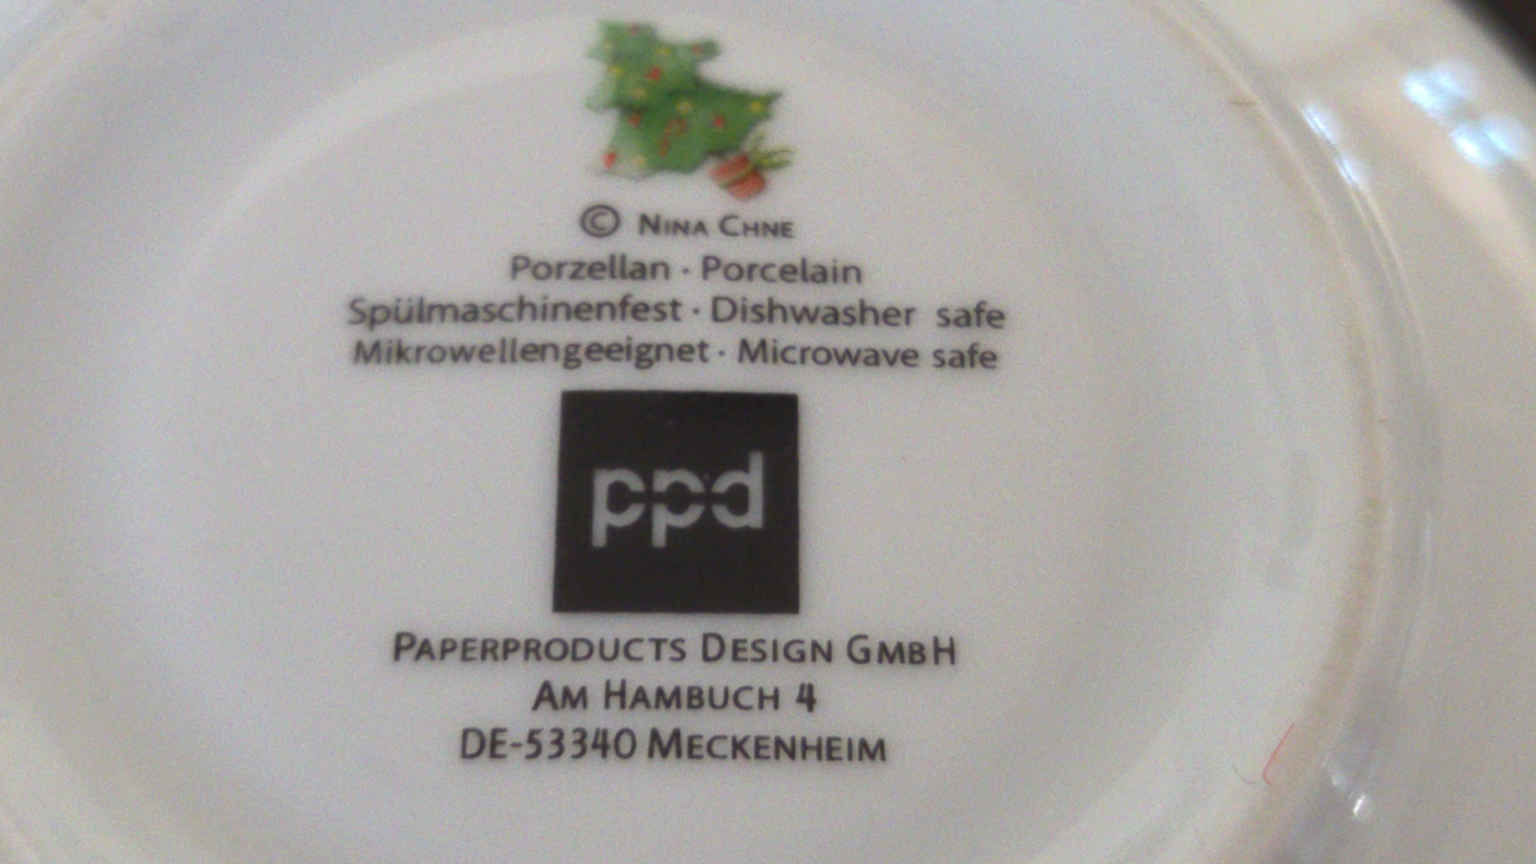 © NINA CHNE
Porzellan · Porcelain
Spülmaschinenfest · Dishwasher safe
Mikrowellengeeignet · Microwave safe
ppd
PAPERPRODUCTS DESIGN GMBH
AM HAMBUCH 4
DE-53340 MECKENHEIM